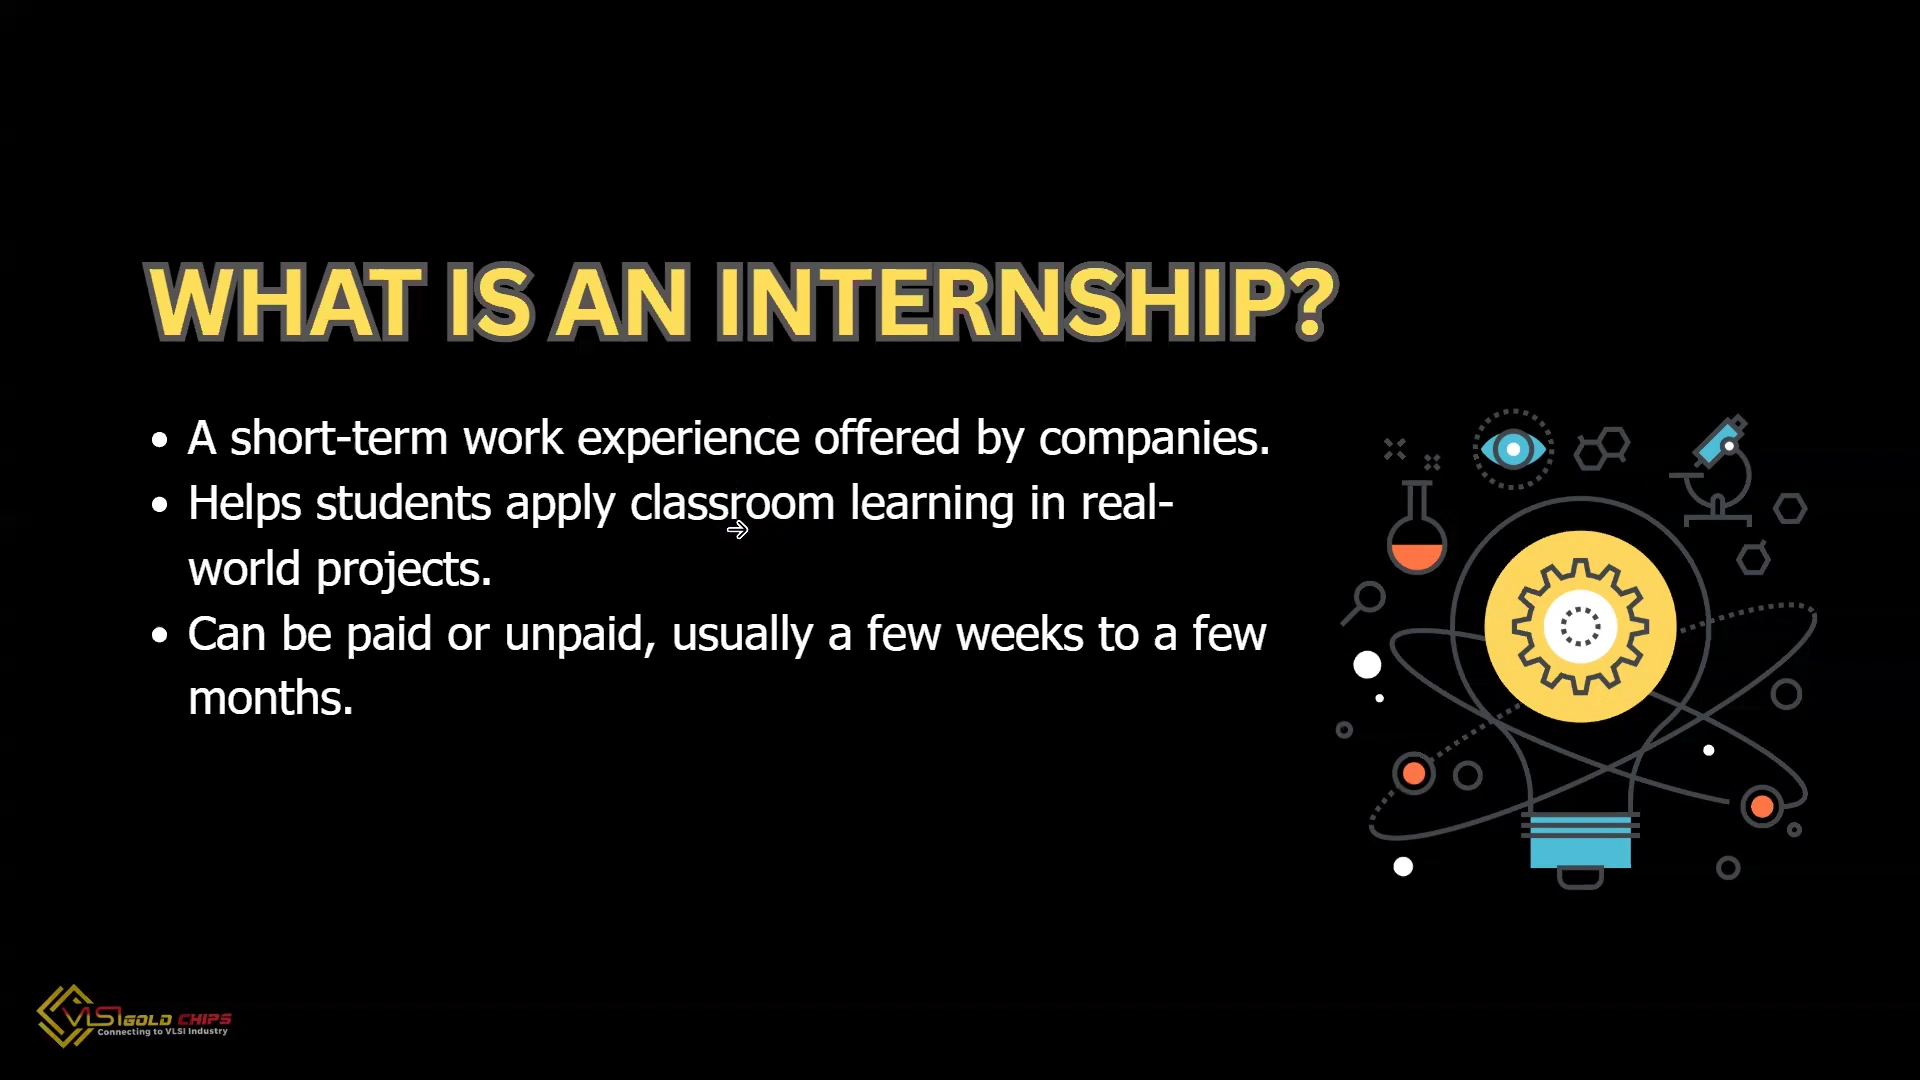 WHAT IS AN INTERNSHIP?
• A short-term work experience offered by companies.
• Helps students apply classroom learning in real-
world projects.
• Can be paid or unpaid, usually a few weeks to a few
months.
VLSI GOLD CHIPS
Connecting to VLSI Industry